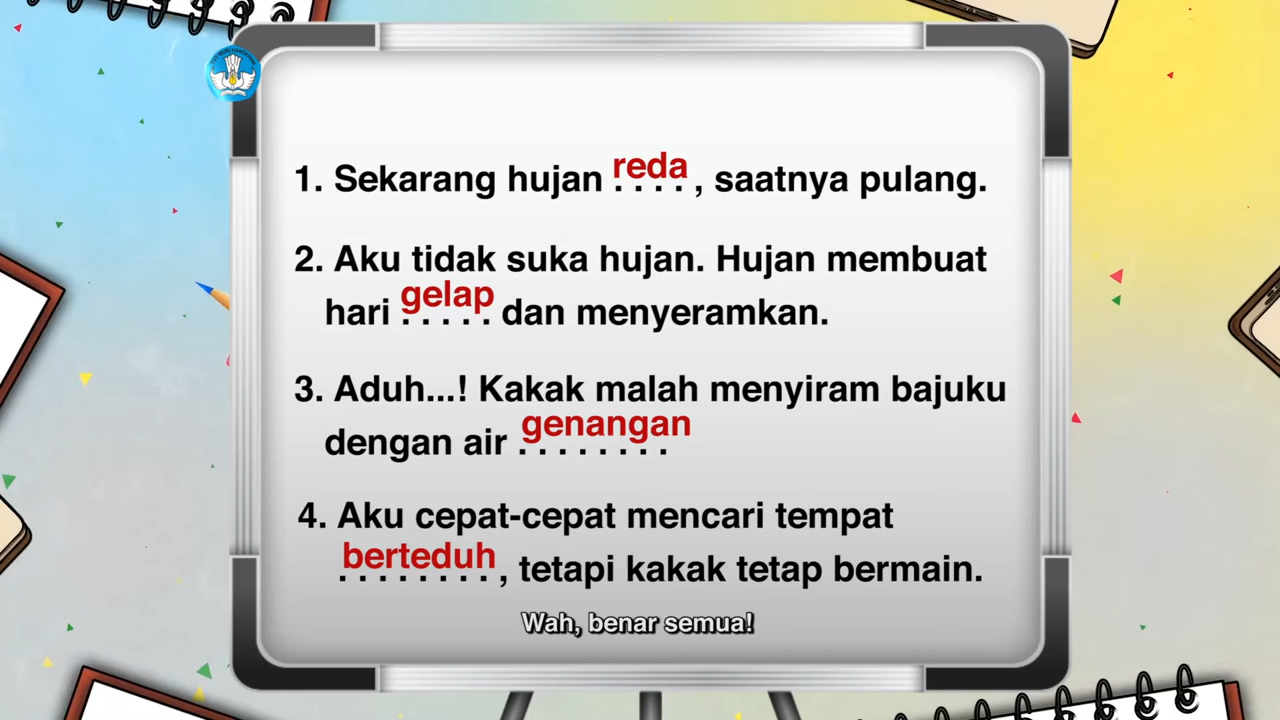 1. Sekarang hujan reda...., saatnya pulang.
2. Aku tidak suka hujan. Hujan membuat
hari gelap..... dan menyeramkan.
3. Aduh...! Kakak malah menyiram bajuku
dengan air genangan........
4. Aku cepat-cepat mencari tempat
berteduh........, tetapi kakak tetap bermain.
Wah, benar semua!